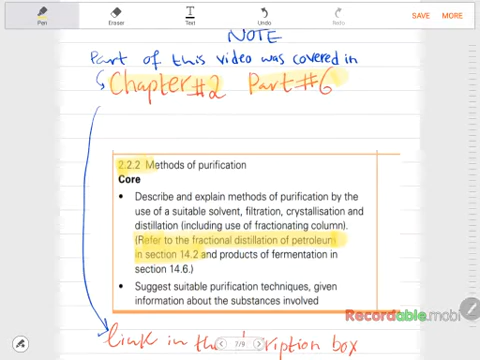 Pen
Eraser
Text
Undo
Redo
SAVE
MORE
NOTE
Part of this video was covered in
Chapter#2 Part#6
2.2.2 Methods of purification
Core
• Describe and explain methods of purification by the
use of a suitable solvent, filtration, crystallisation and
distillation (including use of fractionating column).
(Refer to the fractional distillation of petroleum
in section 14.2 and products of fermentation in
section 14.6.)
• Suggest suitable purification techniques, given
information about the substances involved
Recordable.mobi
link in the box
7/9